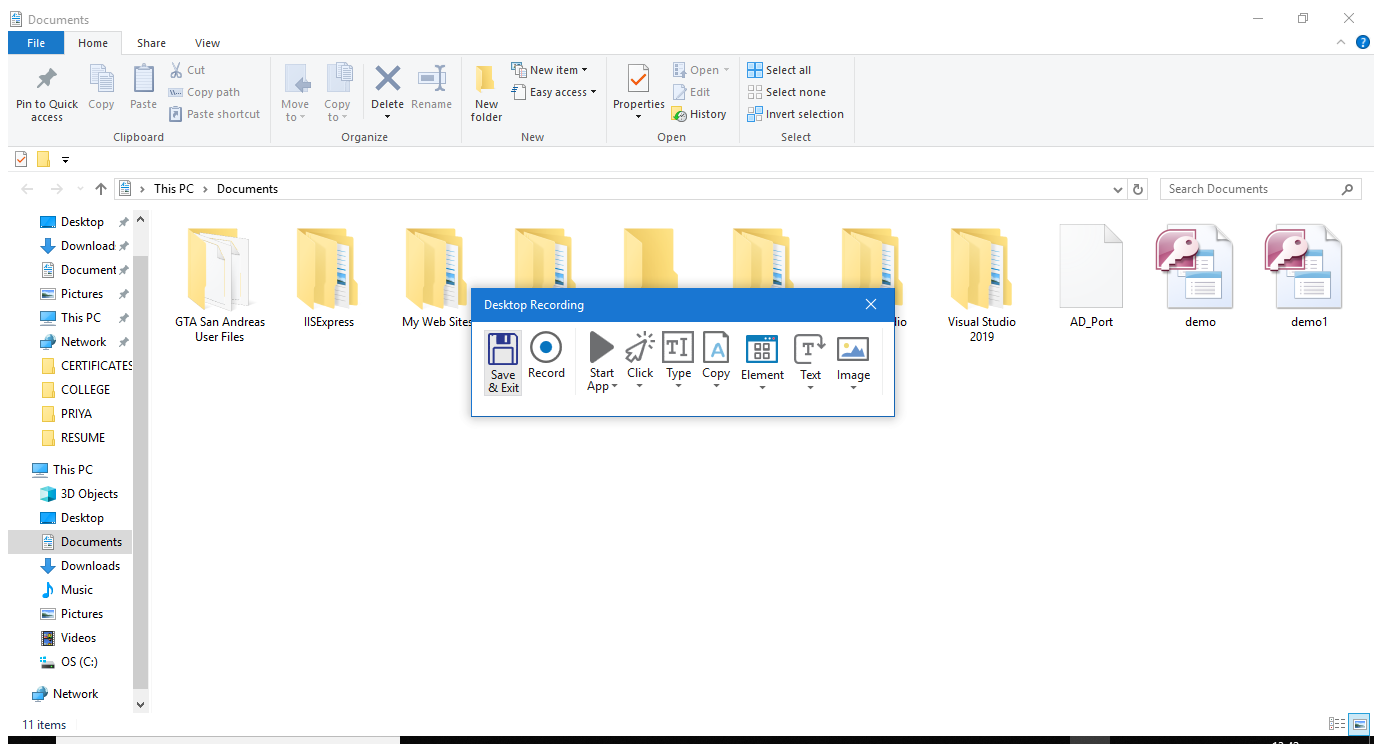 Documents
File Home Share View
Pin to Quick access
Copy
Paste
Cut
Copy path
Paste shortcut
Clipboard
Move to
Copy to
Delete
Rename
Organize
New folder
New item
Easy access
New
Properties
Open
Edit
History
Open
Select all
Select none
Invert selection
Select
This PC > Documents
Search Documents
Desktop
Download
Document
Pictures
This PC
Network
CERTIFICATES
COLLEGE
PRIYA
RESUME
This PC
3D Objects
Desktop
Documents
Downloads
Music
Pictures
Videos
OS (C:)
Network
GTA San Andreas
User Files
IISExpress
My Web Sites
Visual Studio
2019
AD_Port
demo
demo1
Desktop Recording
Save
& Exit
Record
Start
App
Click
Type
Copy
Element
Text
Image
11 items